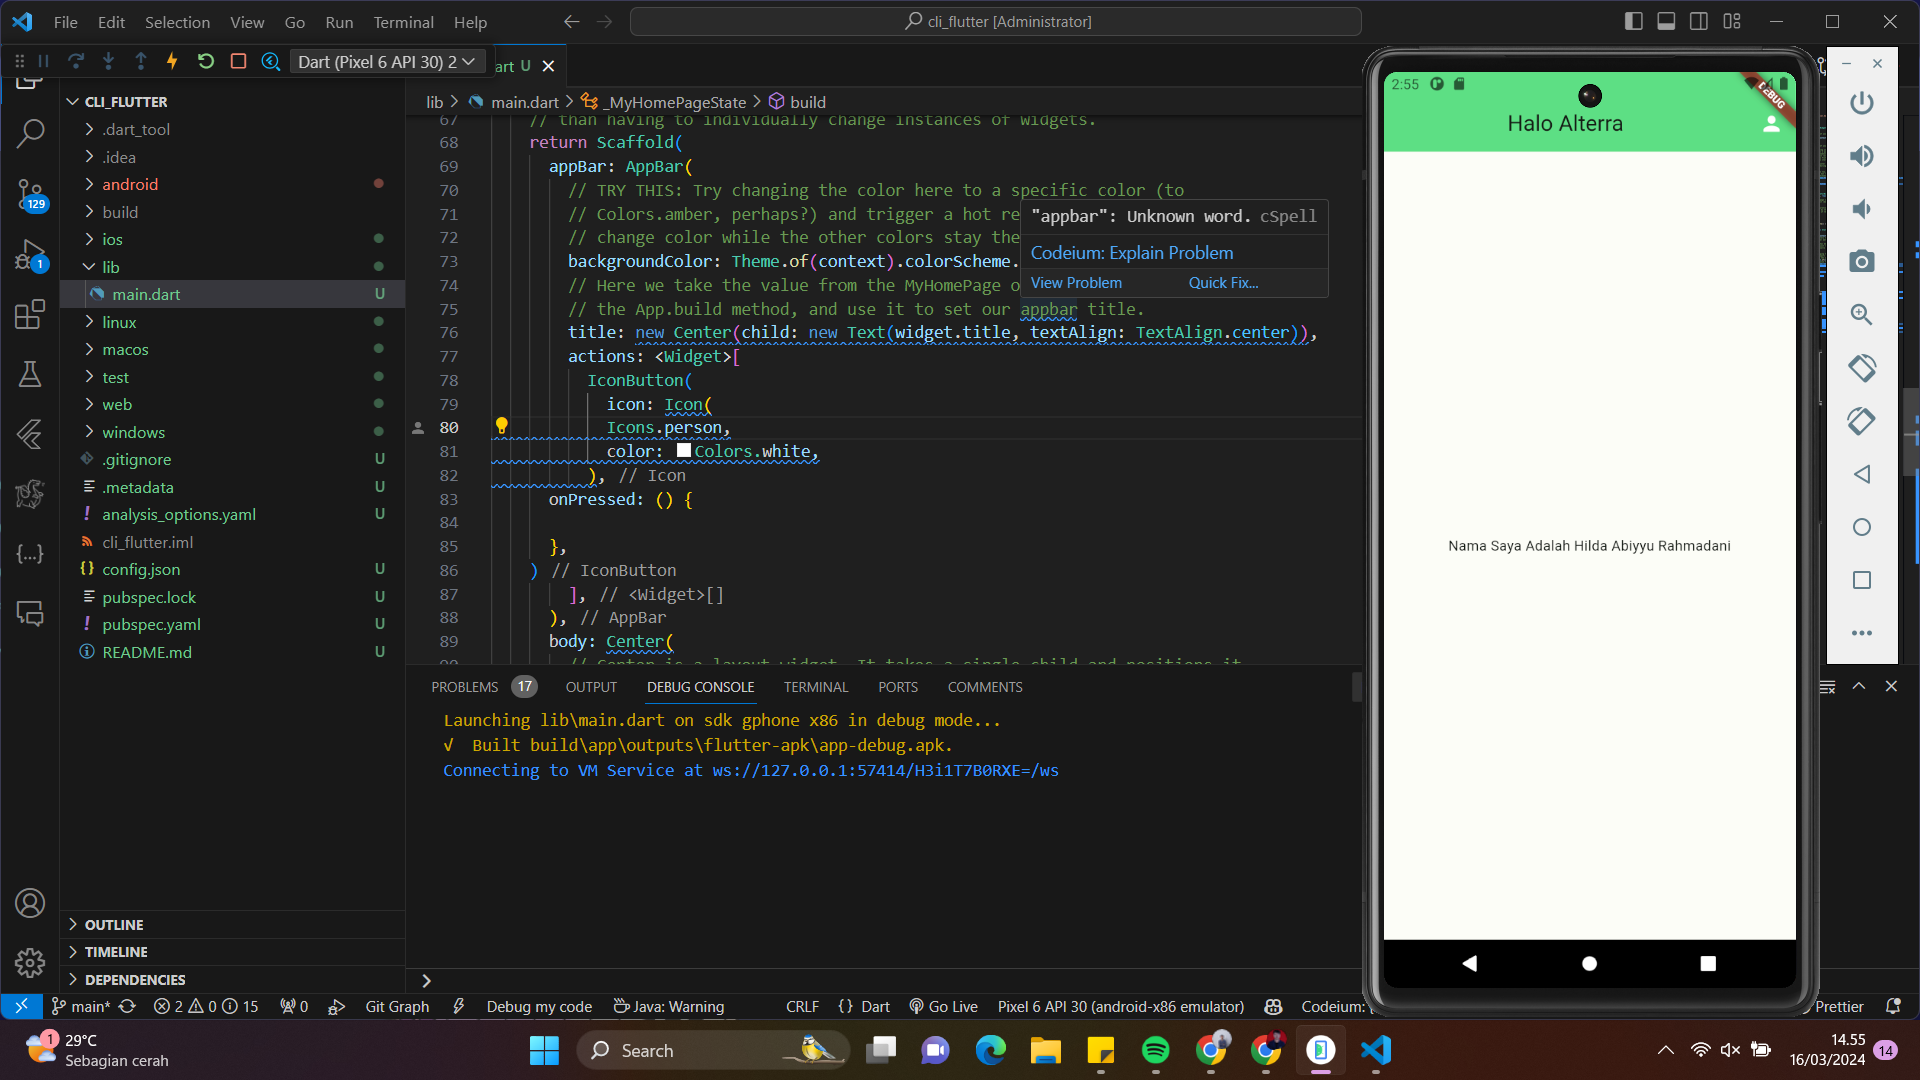 File Edit Selection View Go Run Terminal Help
cli_flutter [Administrator]
Dart (Pixel 6 API 30) 2
art U
CLI_FLUTTER
.dart_tool
.idea
android
build
ios
lib
main.dart U
linux
macos
test
web
windows
.gitignore U
.metadata U
analysis_options.yaml U
cli_flutter.iml
config.json U
pubspec.lock U
pubspec.yaml U
README.md U
129
1
OUTLINE
TIMELINE
DEPENDENCIES
lib > main.dart > _MyHomePageState > build
67 // than having to individually change instances of widgets.
68 return Scaffold(
69 appBar: AppBar(
70 // TRY THIS: Try changing the color here to a specific color (to
71 // Colors.amber, perhaps?) and trigger a hot re
72 // change color while the other colors stay the
73 backgroundColor: Theme.of(context).colorScheme.
74 // Here we take the value from the MyHomePage o
75 // the App.build method, and use it to set our appbar title.
76 title: new Center(child: new Text(widget.title, textAlign: TextAlign.center)),
77 actions: <Widget>[
78 IconButton(
79 icon: Icon(
80 Icons.person,
81 color: Colors.white,
82 ), // Icon
83 onPressed: () {
84
85 },
86 ) // IconButton
87 ], // <Widget>[]
88 ), // AppBar
89 body: Center(
// Center is a layout widget. It takes a single child and positions it
"appbar": Unknown word. cSpell
Codeium: Explain Problem
View Problem Quick Fix...
PROBLEMS 17 OUTPUT DEBUG CONSOLE TERMINAL PORTS COMMENTS
Launching lib\main.dart on sdk gphone x86 in debug mode...
√ Built build\app\outputs\flutter-apk\app-debug.apk.
Connecting to VM Service at ws://127.0.0.1:57414/H3i1T7B0RXE=/ws
2:55
DEBUG
Halo Alterra
Nama Saya Adalah Hilda Abiyyu Rahmadani
main* 2 0 15 0 Git Graph Debug my code Java: Warning CRLF {} Dart Go Live Pixel 6 API 30 (android-x86 emulator) Codeium: Prettier
1
29°C
Sebagian cerah
Search
14.55
16/03/2024
14